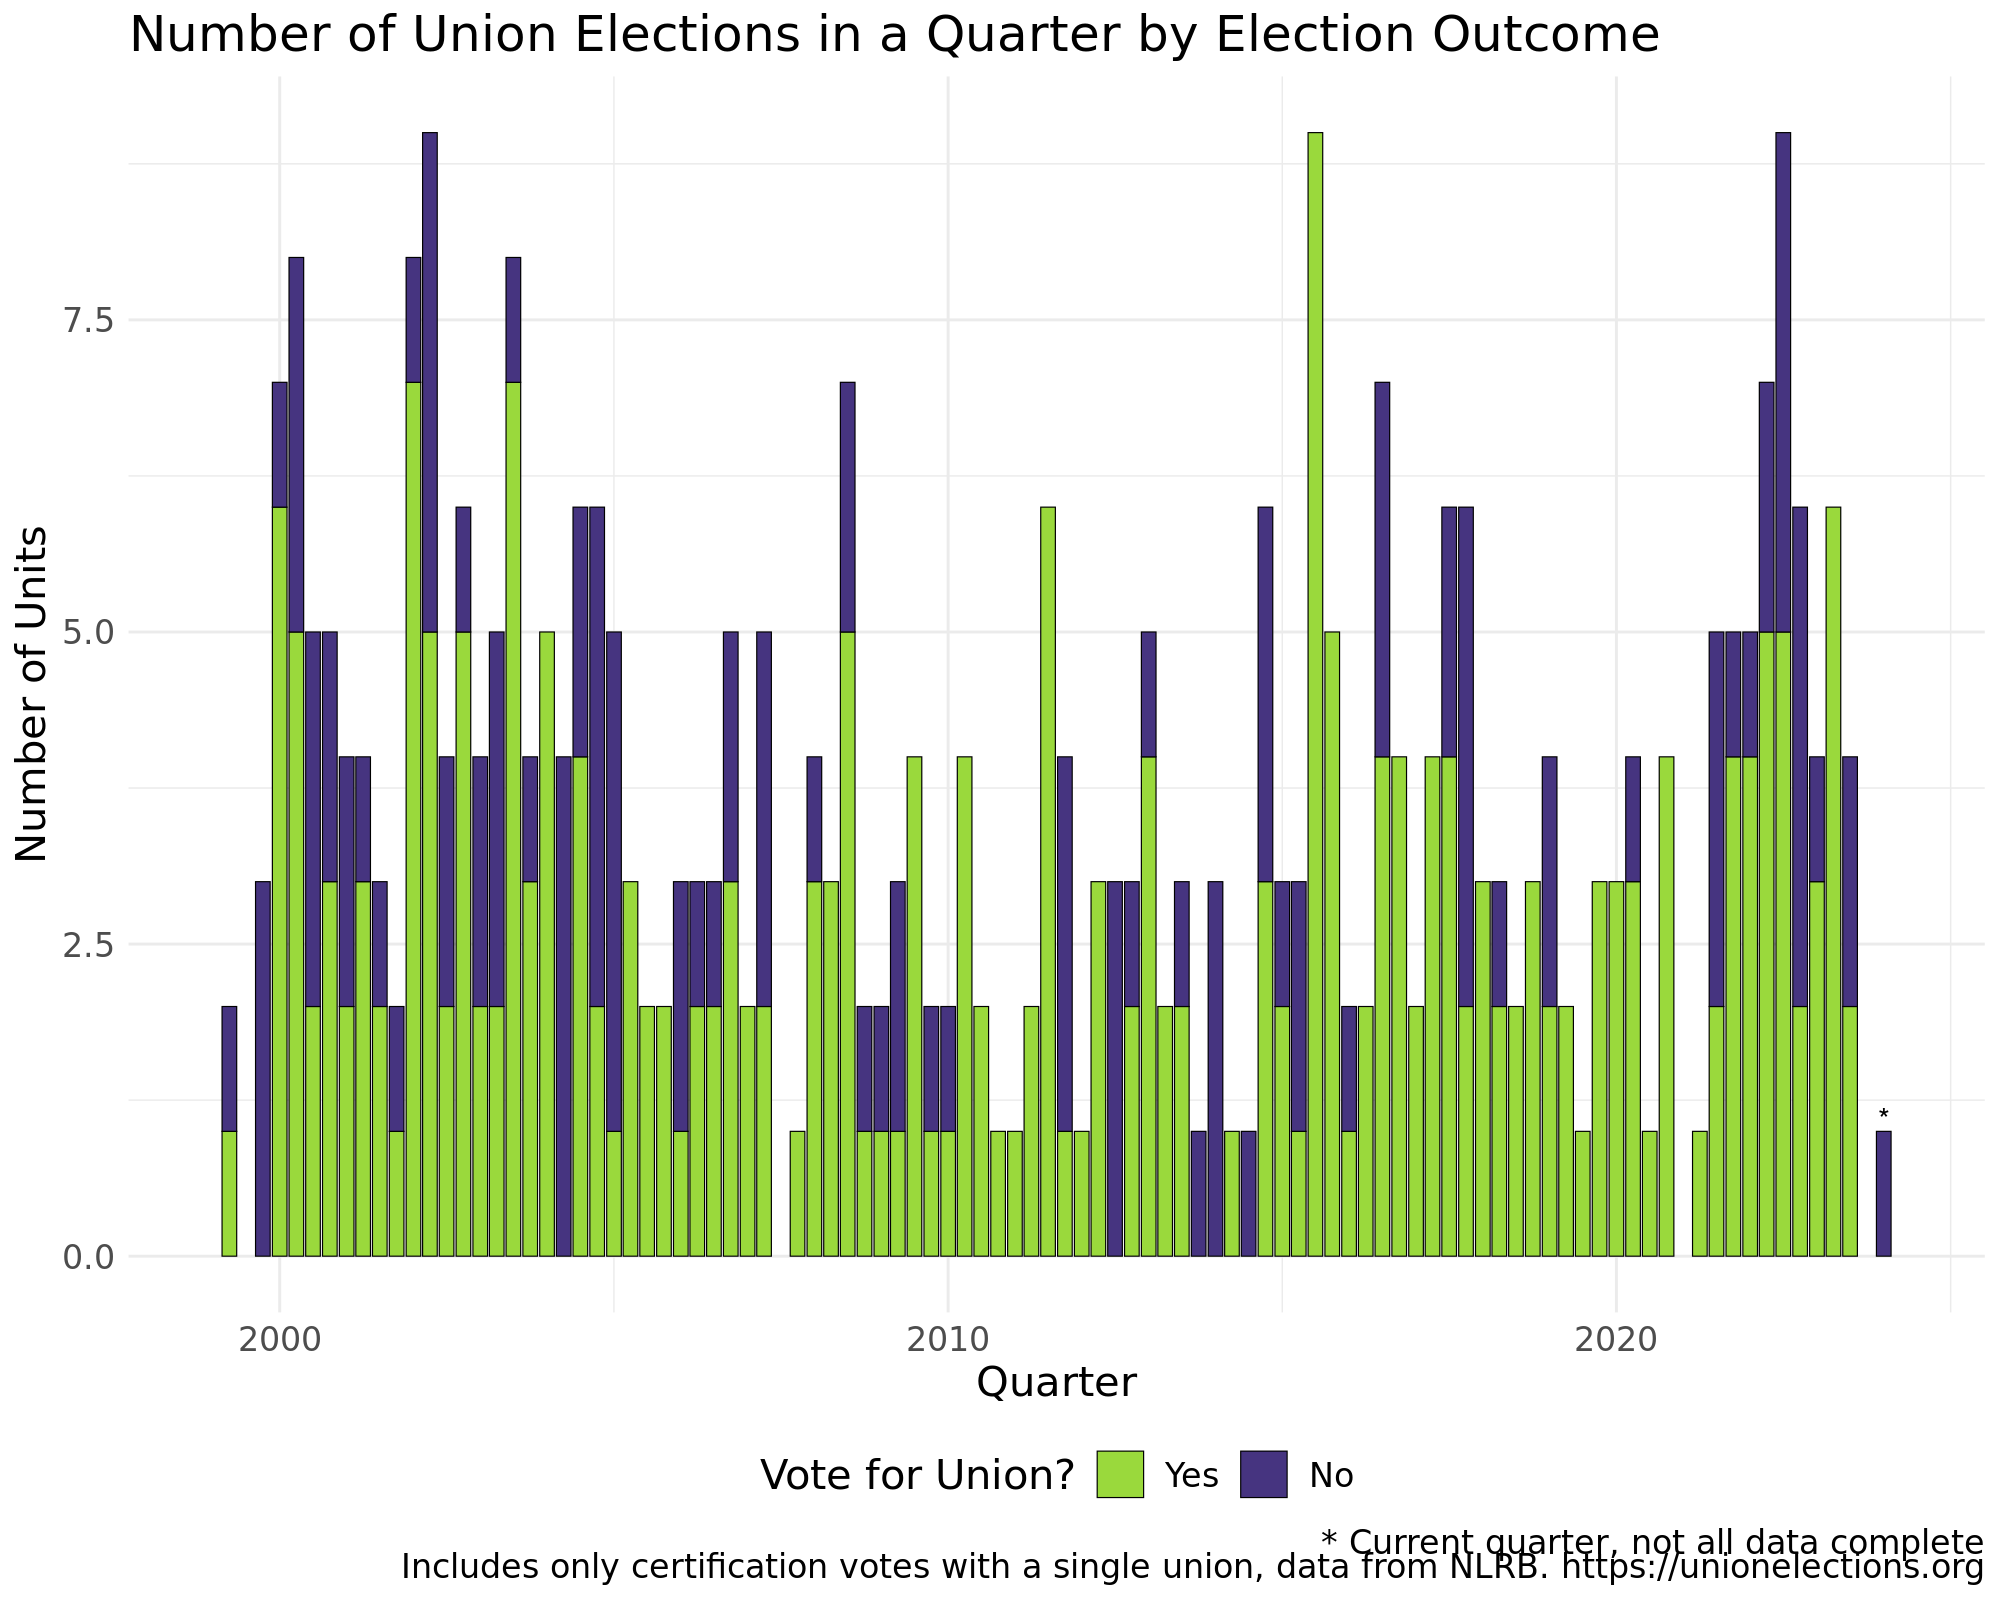 Number of Union Elections in a Quarter by Election Outcome
7.5
5.0
2.5
0.0
Number of Units
*
2000 2010 2020
Quarter
Vote for Union? Yes No
* Current quarter, not all data complete
Includes only certification votes with a single union, data from NLRB. https://unionelections.org